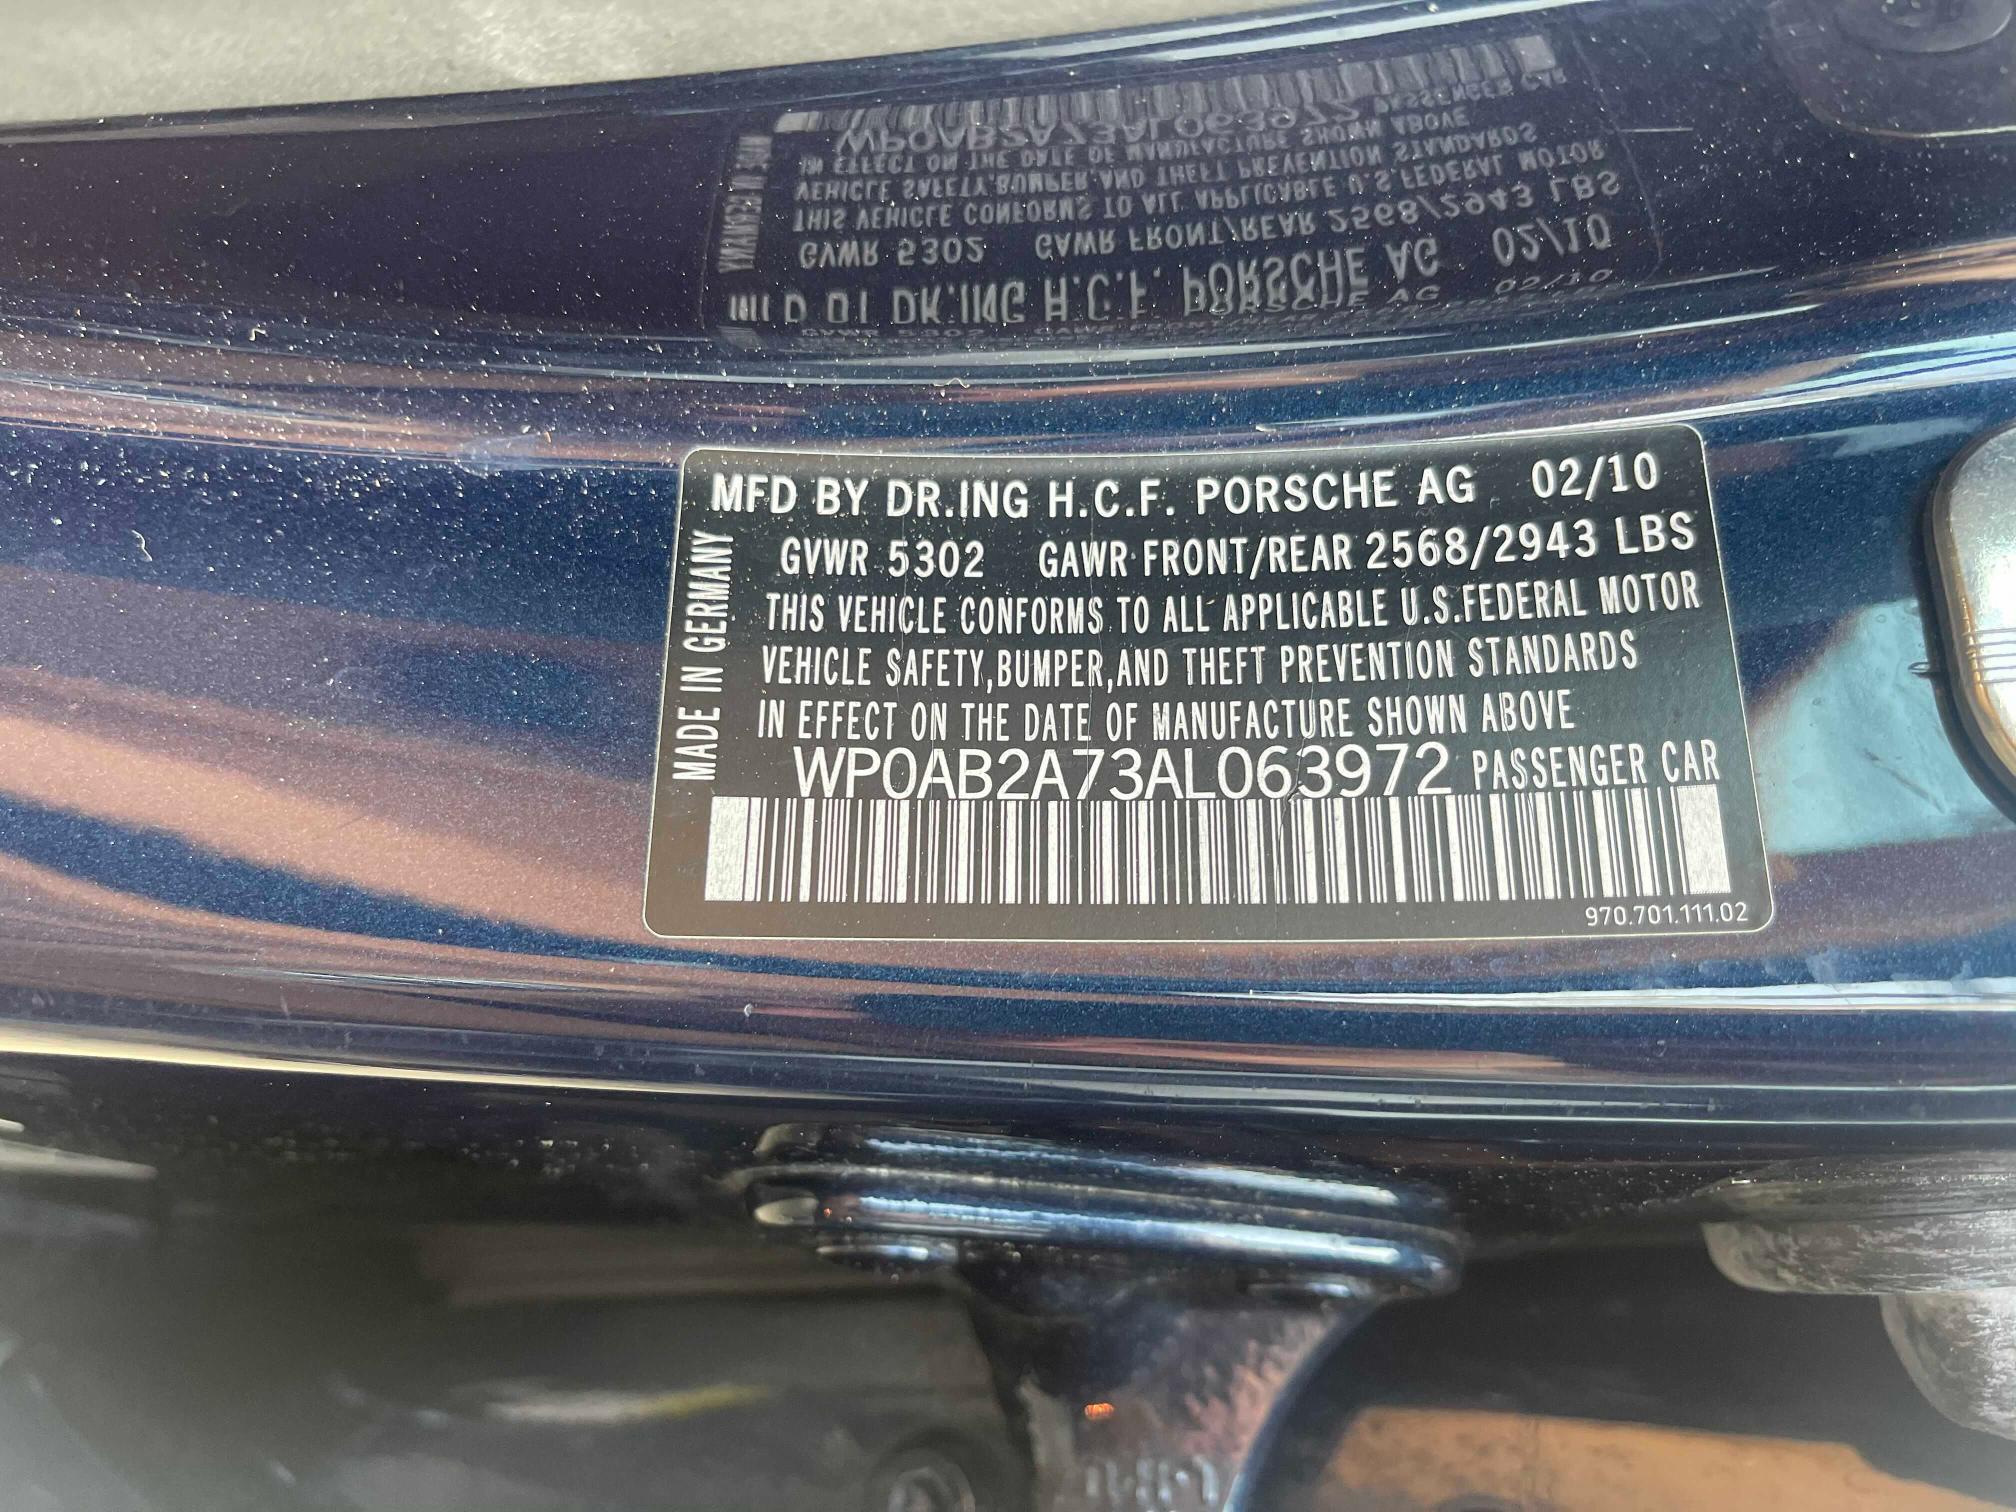 MFD BY DR.ING H.C.F. PORSCHE AG 02/10
GVWR 5302 GAWR FRONT/REAR 2568/2943 LBS
THIS VEHICLE CONFORMS TO ALL APPLICABLE U.S.FEDERAL MOTOR
VEHICLE SAFETY,BUMPER,AND THEFT PREVENTION STANDARDS
IN EFFECT ON THE DATE OF MANUFACTURE SHOWN ABOVE
WP0AB2A73AL063972 PASSENGER CAR
MADE IN GERMANY
970.701.111.02